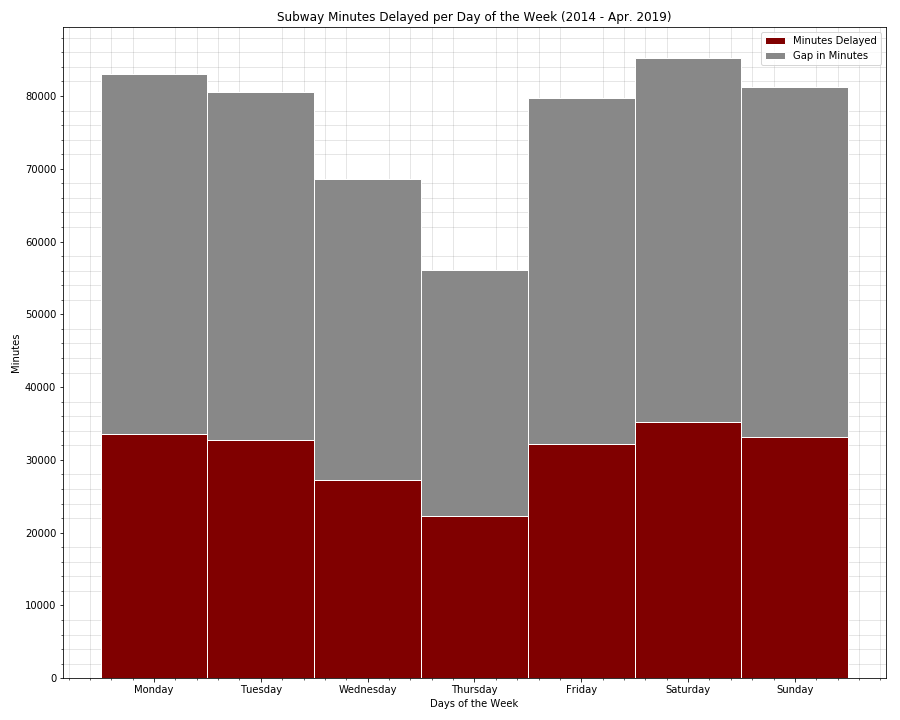 Subway Minutes Delayed per Day of the Week (2014 - Apr. 2019)
Minutes Delayed
Gap in Minutes
80000
70000
60000
50000
40000
30000
20000
10000
0
Minutes
Monday Tuesday Wednesday Thursday Friday Saturday Sunday
Days of the Week